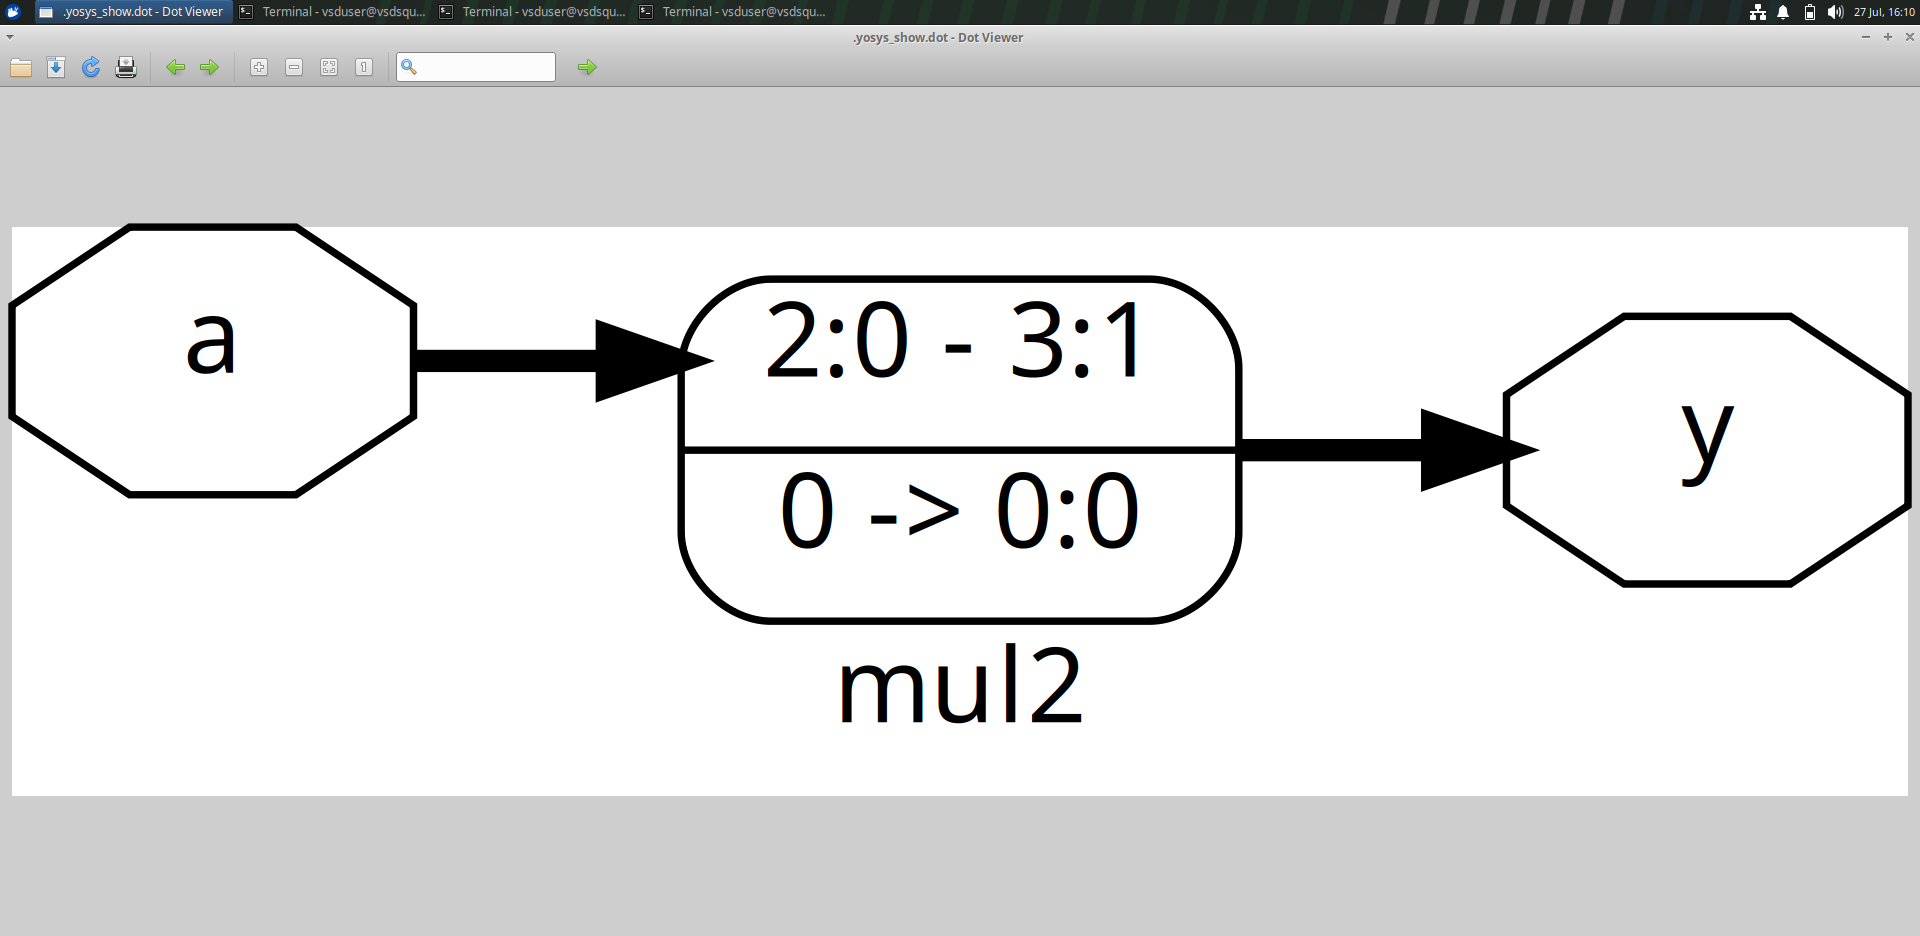 .yosys_show.dot - Dot Viewer
Terminal - vsduser@vsdsqu...
Terminal - vsduser@vsdsqu...
Terminal - vsduser@vsdsqu...
27 Jul, 16:10
.yosys_show.dot - Dot Viewer
a
2:0 - 3:1
0 -> 0:0
y
mul2